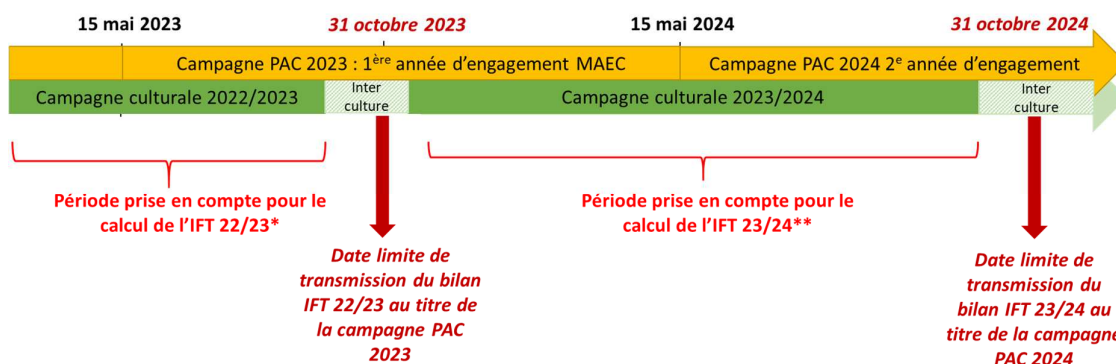 15 mai 2023
31 octobre 2023
15 mai 2024
31 octobre 2024
Campagne PAC 2023 : 1ère année d'engagement MAEC
Campagne PAC 2024 2e année d'engagement
Campagne culturale 2022/2023
Inter
culture
Campagne culturale 2023/2024
Inter
culture
Période prise en compte pour le
calcul de l'IFT 22/23*
Période prise en compte pour le
calcul de l'IFT 23/24**
Date limite de
transmission du bilan
IFT 22/23 au titre de
la campagne PAC
2023
Date limite de
transmission du
bilan IFT 23/24 au
titre de la campagne
PAC 2024